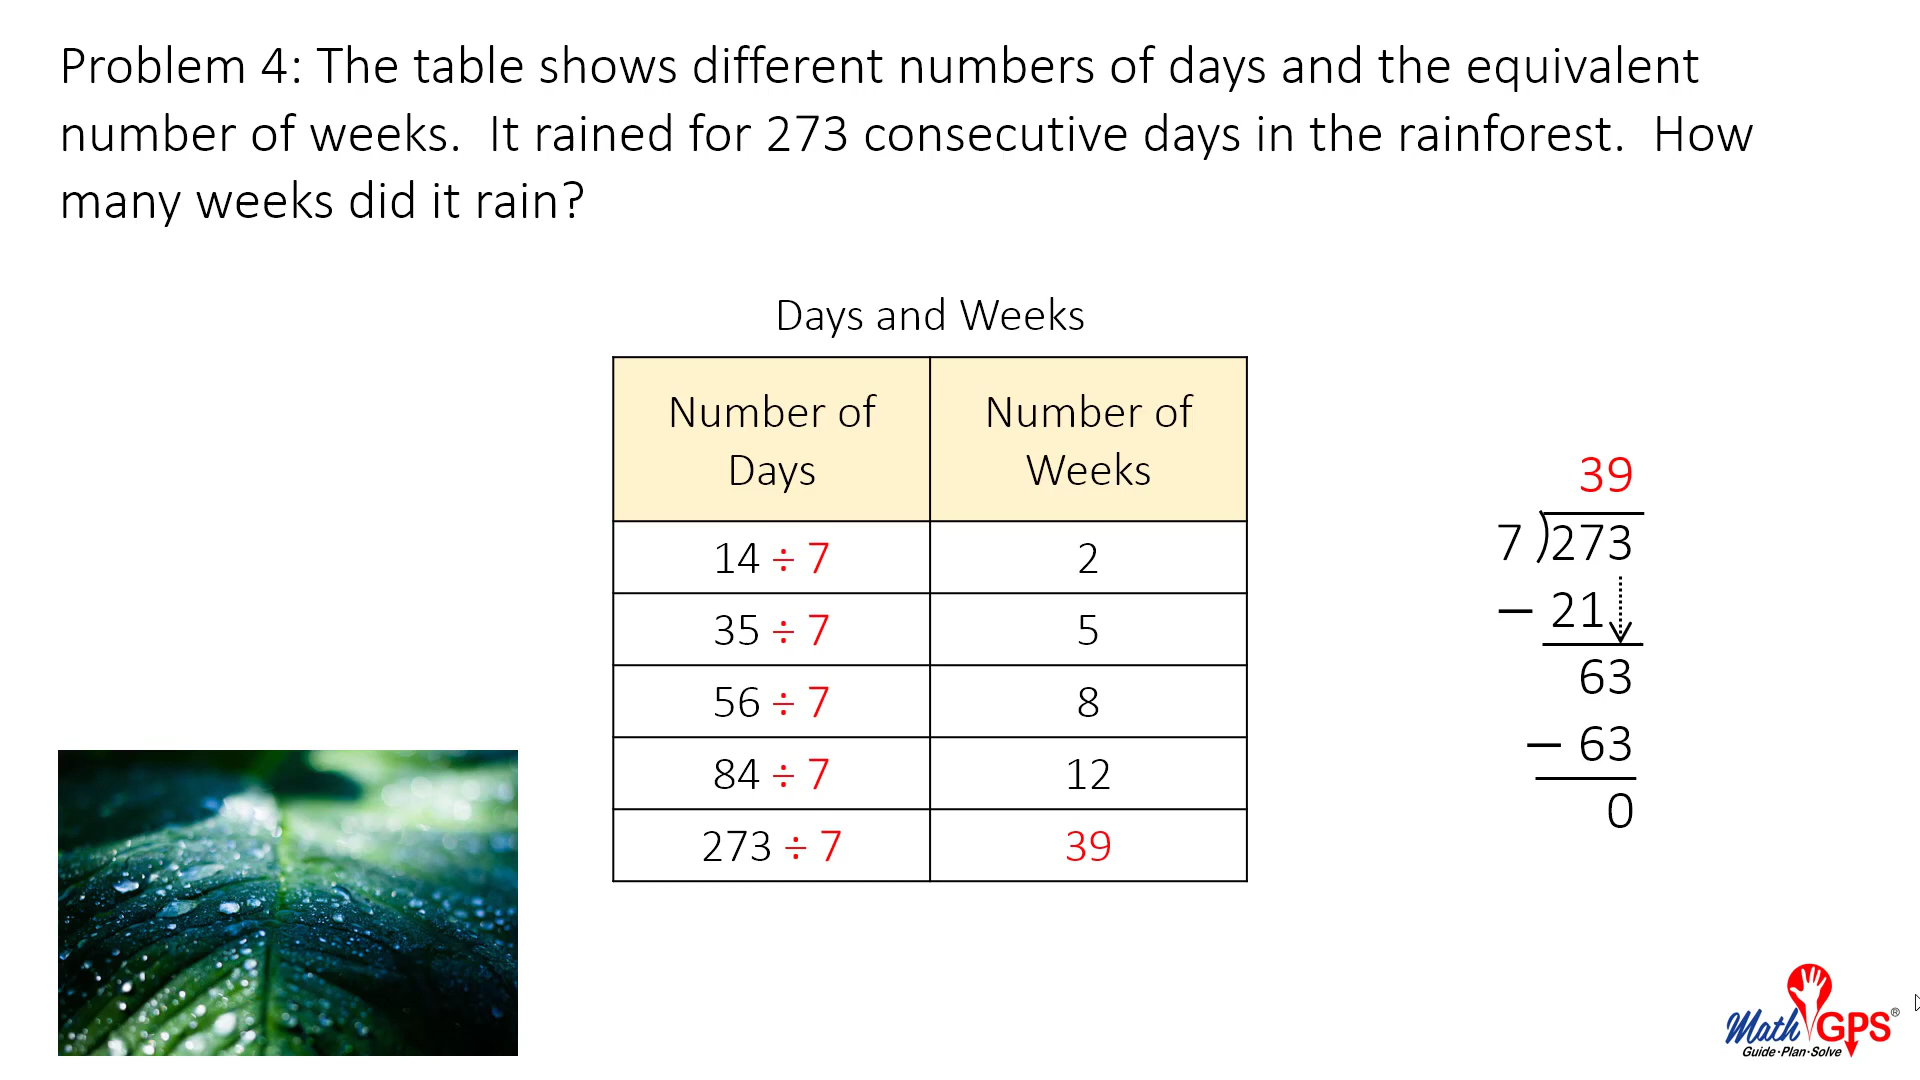 Problem 4: The table shows different numbers of days and the equivalent
number of weeks. It rained for 273 consecutive days in the rainforest. How
many weeks did it rain?
Days and Weeks
Number of Days
Number of Weeks
14 ÷ 7
2
35 ÷ 7
5
56 ÷ 7
8
84 ÷ 7
12
273 ÷ 7
39
39
7 ) 273
− 21
63
− 63
0
Math GPS®
Guide·Plan·Solve